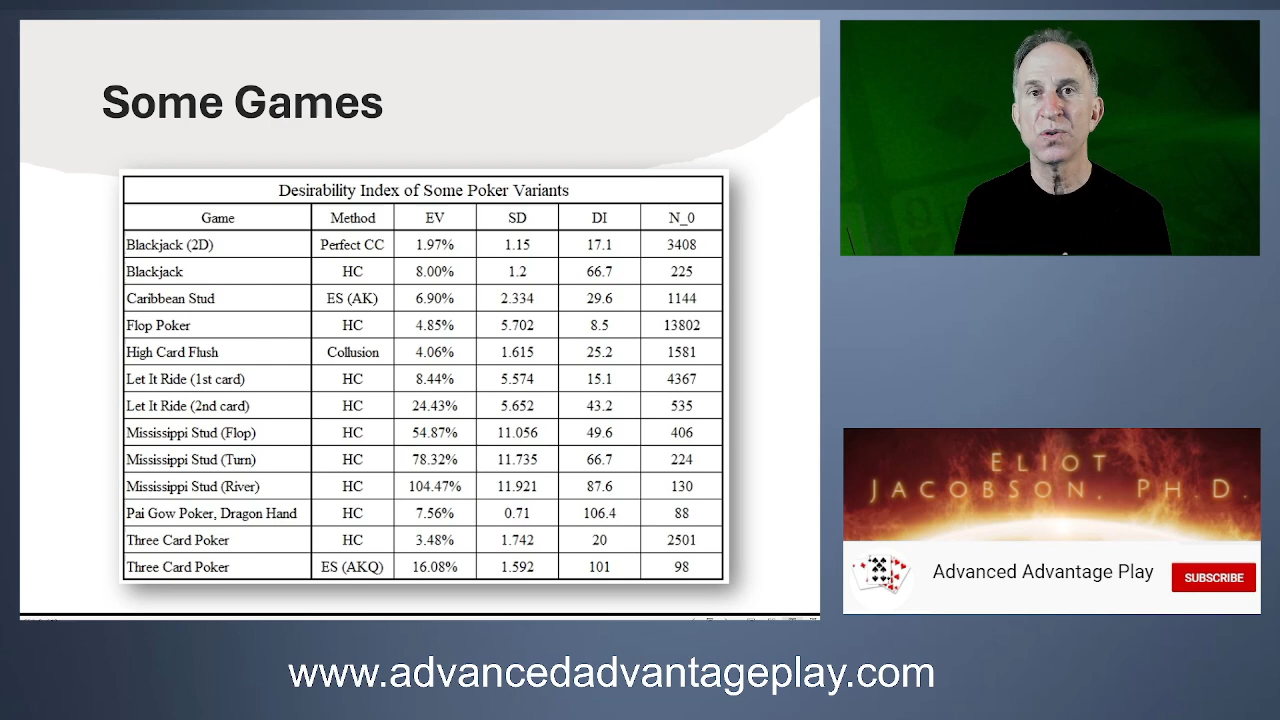 Some Games
Desirability Index of Some Poker Variants
Game Method EV SD DI N_0
Blackjack (2D) Perfect CC 1.97% 1.15 17.1 3408
Blackjack HC 8.00% 1.2 66.7 225
Caribbean Stud ES (AK) 6.90% 2.334 29.6 1144
Flop Poker HC 4.85% 5.702 8.5 13802
High Card Flush Collusion 4.06% 1.615 25.2 1581
Let It Ride (1st card) HC 8.44% 5.574 15.1 4367
Let It Ride (2nd card) HC 24.43% 5.652 43.2 535
Mississippi Stud (Flop) HC 54.87% 11.056 49.6 406
Mississippi Stud (Turn) HC 78.32% 11.735 66.7 224
Mississippi Stud (River) HC 104.47% 11.921 87.6 130
Pai Gow Poker, Dragon Hand HC 7.56% 0.71 106.4 88
Three Card Poker HC 3.48% 1.742 20 2501
Three Card Poker ES (AKQ) 16.08% 1.592 101 98
ELIOT
JACOBSON, PH.D.
Advanced Advantage Play
SUBSCRIBE
www.advancedadvantageplay.com